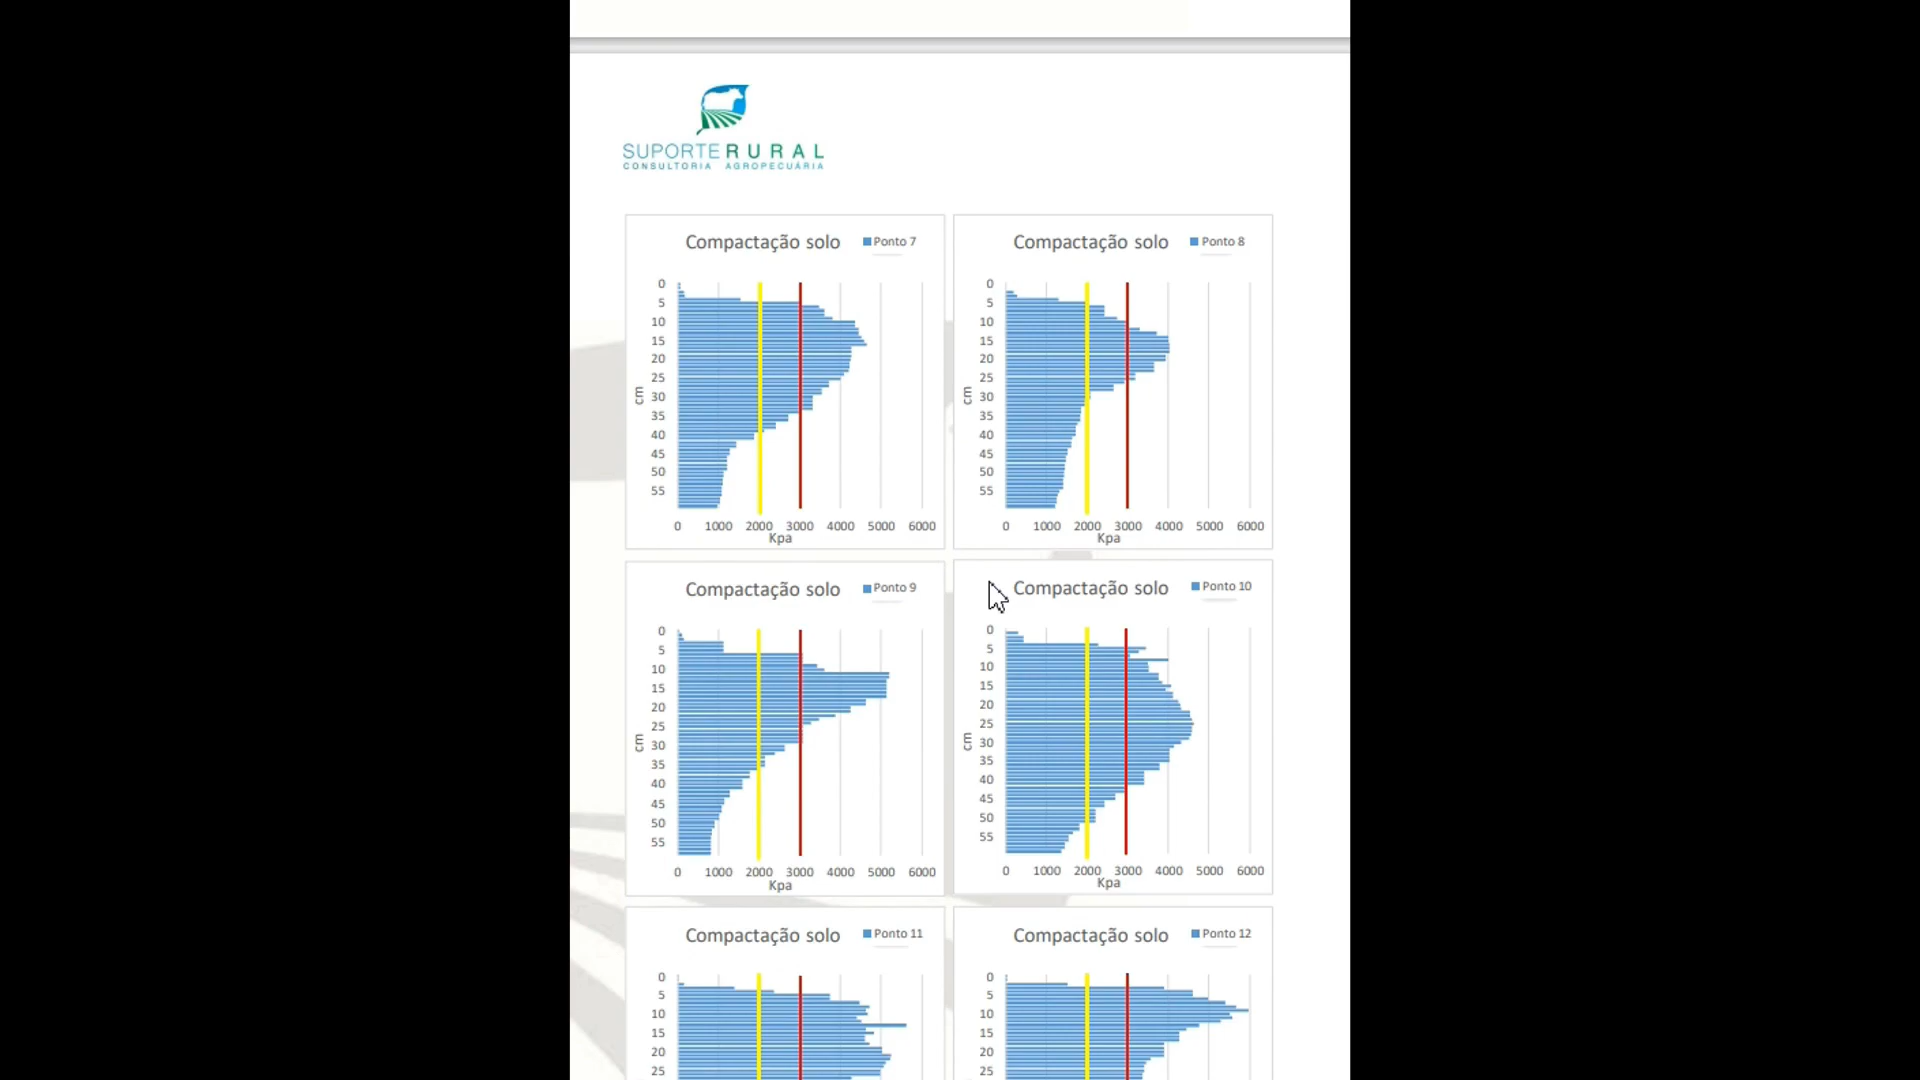 SUPORTE RURAL
CONSULTORIA AGROPECUÁRIA
Compactação solo
Ponto 7
0
5
10
15
20
25
30
35
40
45
50
55
cm
0 1000 2000 3000 4000 5000 6000
Kpa
Compactação solo
Ponto 8
0
5
10
15
20
25
30
35
40
45
50
55
cm
0 1000 2000 3000 4000 5000 6000
Kpa
Compactação solo
Ponto 9
0
5
10
15
20
25
30
35
40
45
50
55
cm
0 1000 2000 3000 4000 5000 6000
Kpa
Compactação solo
Ponto 10
0
5
10
15
20
25
30
35
40
45
50
55
cm
0 1000 2000 3000 4000 5000 6000
Kpa
Compactação solo
Ponto 11
0
5
10
15
20
25
Compactação solo
Ponto 12
0
5
10
15
20
25